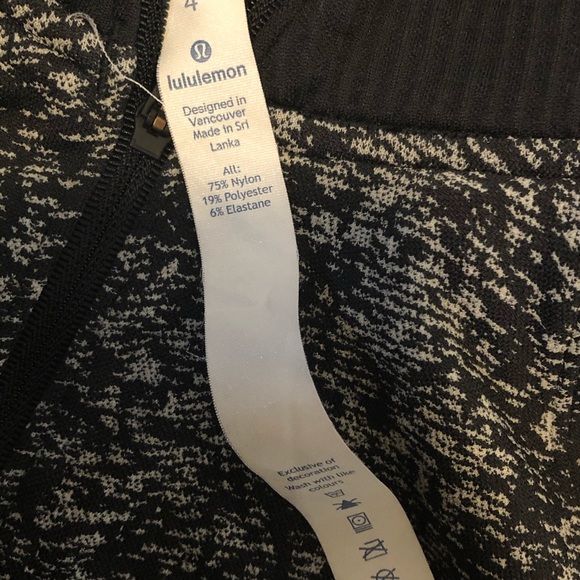 4
lululemon
Designed in
Vancouver
Made in Sri
Lanka
All:
75% Nylon
19% Polyester
6% Elastane
Exclusive of
decoration
Wash with like
colours